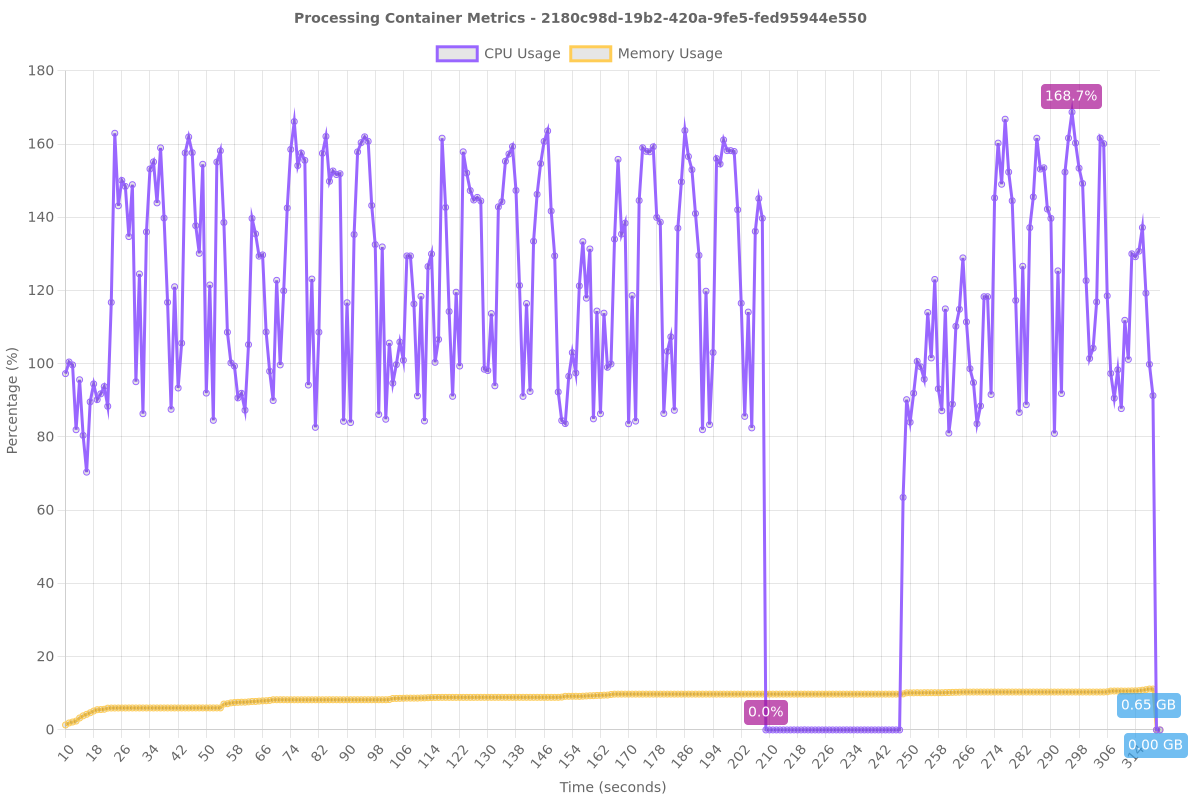 Processing Container Metrics - 2180c98d-19b2-420a-9fe5-fed95944e550
CPU Usage Memory Usage
180
160
140
120
100
80
60
40
20
0
Percentage (%)
168.7%
0.0%
0.65 GB
0.00 GB
10 18 26 34 42 50 58 66 74 82 90 98 106 114 122 130 138 146 154 162 170 178 186 194 202 210 218 226 234 242 250 258 266 274 282 290 298 306
Time (seconds)